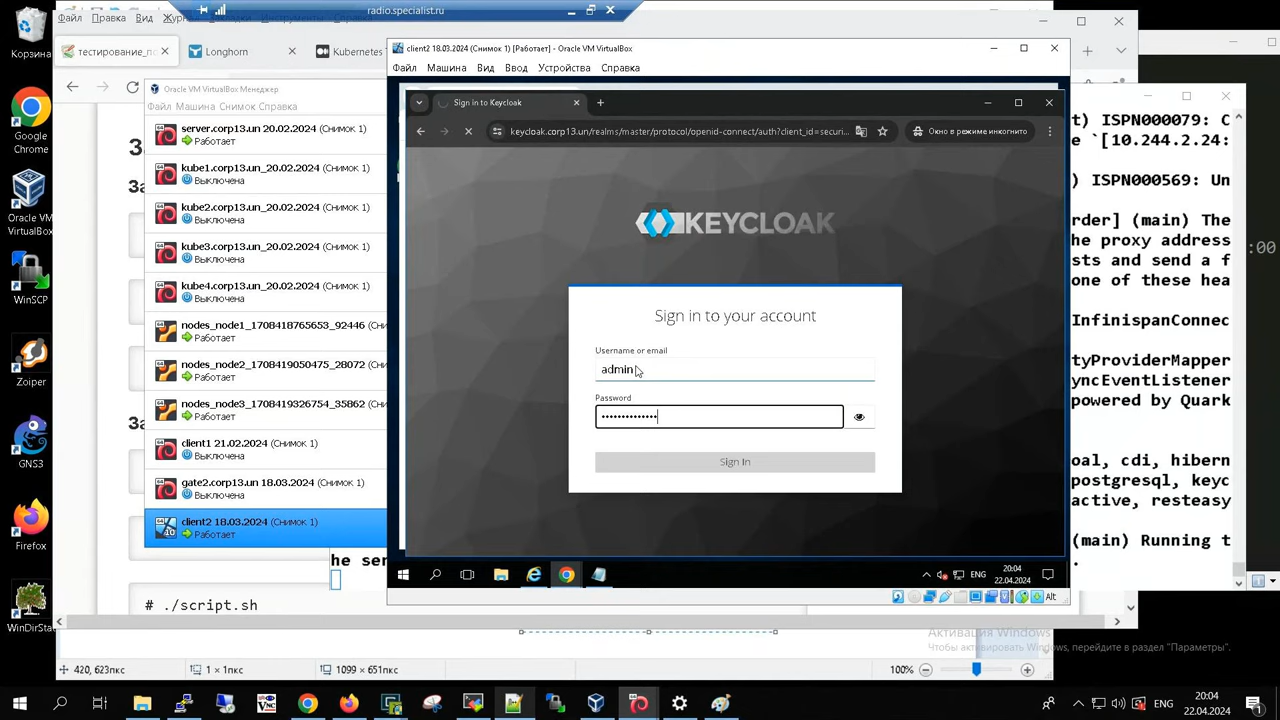 Корзина
Google Chrome
Oracle VM VirtualBox
WinSCP
Zoiper
GNS3
Firefox
WinDirStat
radio.specialist.ru
Файл Правка Вид
Longhorn
Kubernetes
Oracle VM VirtualBox Менеджер
Файл Машина Снимок Справка
server.corp13.un 20.02.2024 (Снимок 1)
Работает
kube1.corp13.un_20.02.2024 (Снимок 1)
Выключена
kube2.corp13.un_20.02.2024 (Снимок 1)
Выключена
kube3.corp13.un_20.02.2024 (Снимок 1)
Выключена
kube4.corp13.un_20.02.2024 (Снимок 1)
Выключена
nodes_node1_1708418765653_92446 (Сни
Работает
nodes_node2_1708419050475_28072 (Сни
Работает
nodes_node3_1708419326754_35862 (Сни
Работает
client1 21.02.2024 (Снимок 1)
Выключена
gate2.corp13.un 18.03.2024 (Снимок 1)
Выключена
client2 18.03.2024 (Снимок 1)
Работает
he ser
# ./script.sh
client2 18.03.2024 (Снимок 1) [Работает] - Oracle VM VirtualBox
Файл Машина Вид Ввод Устройства Справка
Sign in to Keycloak
keycloak.corp13.un/realms/master/protocol/openid-connect/auth?client_id=securi...
Окно в режиме инкогнито
KEYCLOAK
Sign in to your account
Username or email
admin
Password
••••••••••••••
Sign In
ENG
20:04
22.04.2024
Alt
t) ISPN000079: C
e `[10.244.2.24:
) ISPN000569: Un
rder] (main) The
he proxy address
sts and send a f
one of these hea
InfinispanConnec
tyProviderMapper
yncEventListener
powered by Quark
oal, cdi, hibern
postgresql, keyc
active, resteasy
(main) Running t
.
:00
Активация Windows
Чтобы активировать Windows, перейдите в раздел "Параметры".
420, 623пкс
1 × 1пкс
1099 × 651пкс
100%
ENG
20:04
22.04.2024